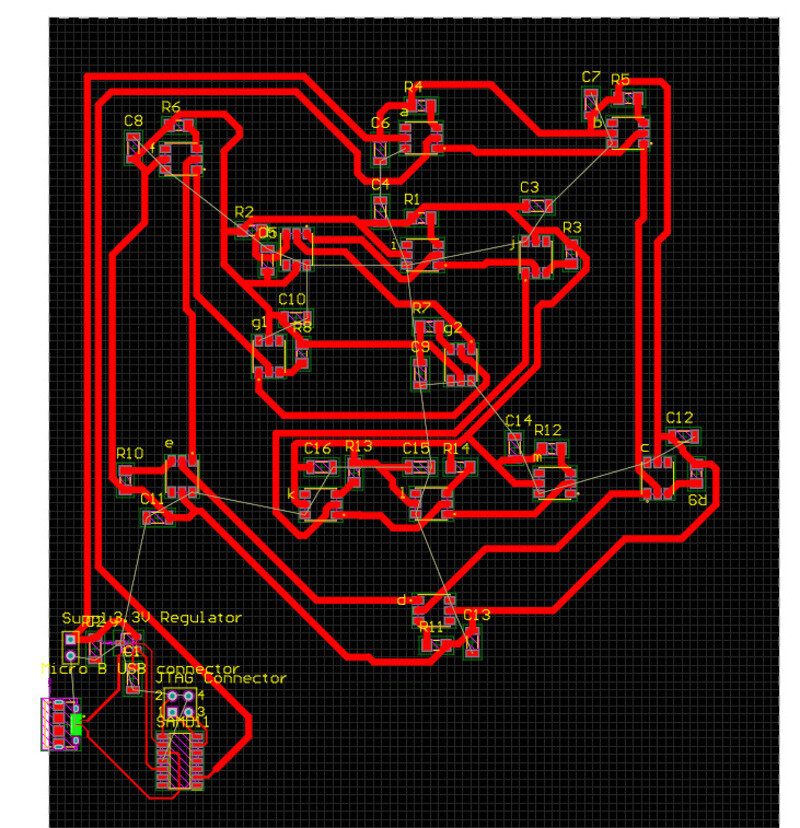 C7
R5
R4
a
b
C6
R6
C8
f
C4
R1
C3
R2
R3
i
j
C10
g1
R8
R7
g2
C9
C14
R12
C12
C16
R13
C15
R14
m
c
R10
e
C11
k
l
R9
d
C13
R11
3.3V Regulator
C1
Micro B USB connector
JTAG Connector
2
4
1
3
SAMD11